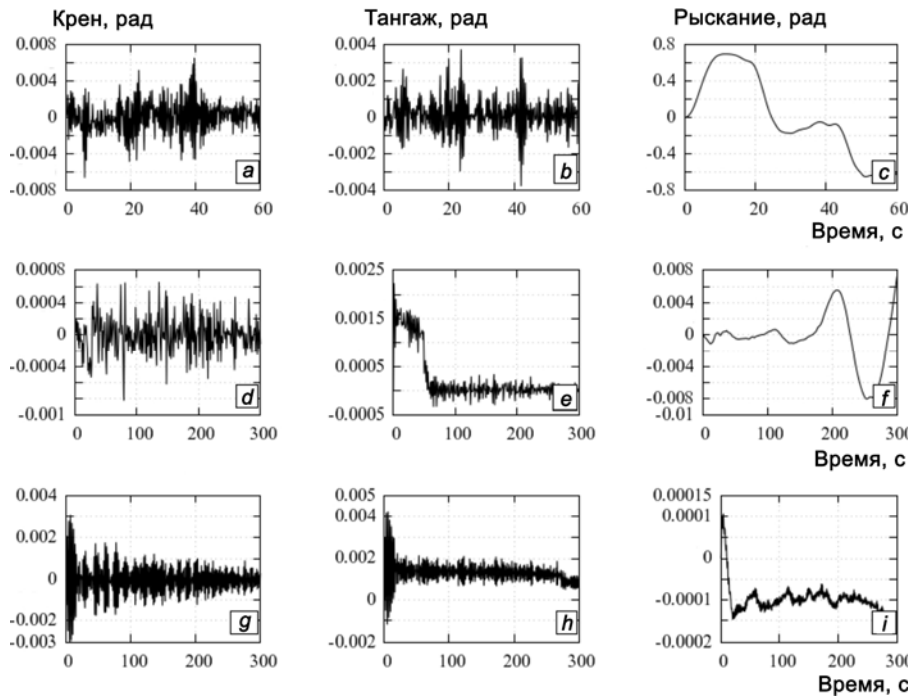 Крен, рад
Тангаж, рад
Рыскание, рад
0.008
0.004
0
-0.004
-0.008
a
0 20 40 60
0.004
0.002
0
0.002
0.004
b
0 20 40 60
0.8
0.4
0
-0.4
-0.8
c
0 20 40 60
Время, с
0.0008
0.0004
0
-0.0004
-0.001
d
0 100 200 300
0.0025
0.0015
0.0005
-0.0005
e
0 100 200 300
0.008
0.004
0
-0.004
-0.008
-0.01
f
0 100 200 300
Время, с
0.004
0.002
0
-0.002
-0.003
g
0 100 200 300
0.005
0.004
0.002
0
0.002
h
0 100 200 300
0.00015
0.0001
0
-0.0001
-0.0002
i
0 100 200 300
Время, с